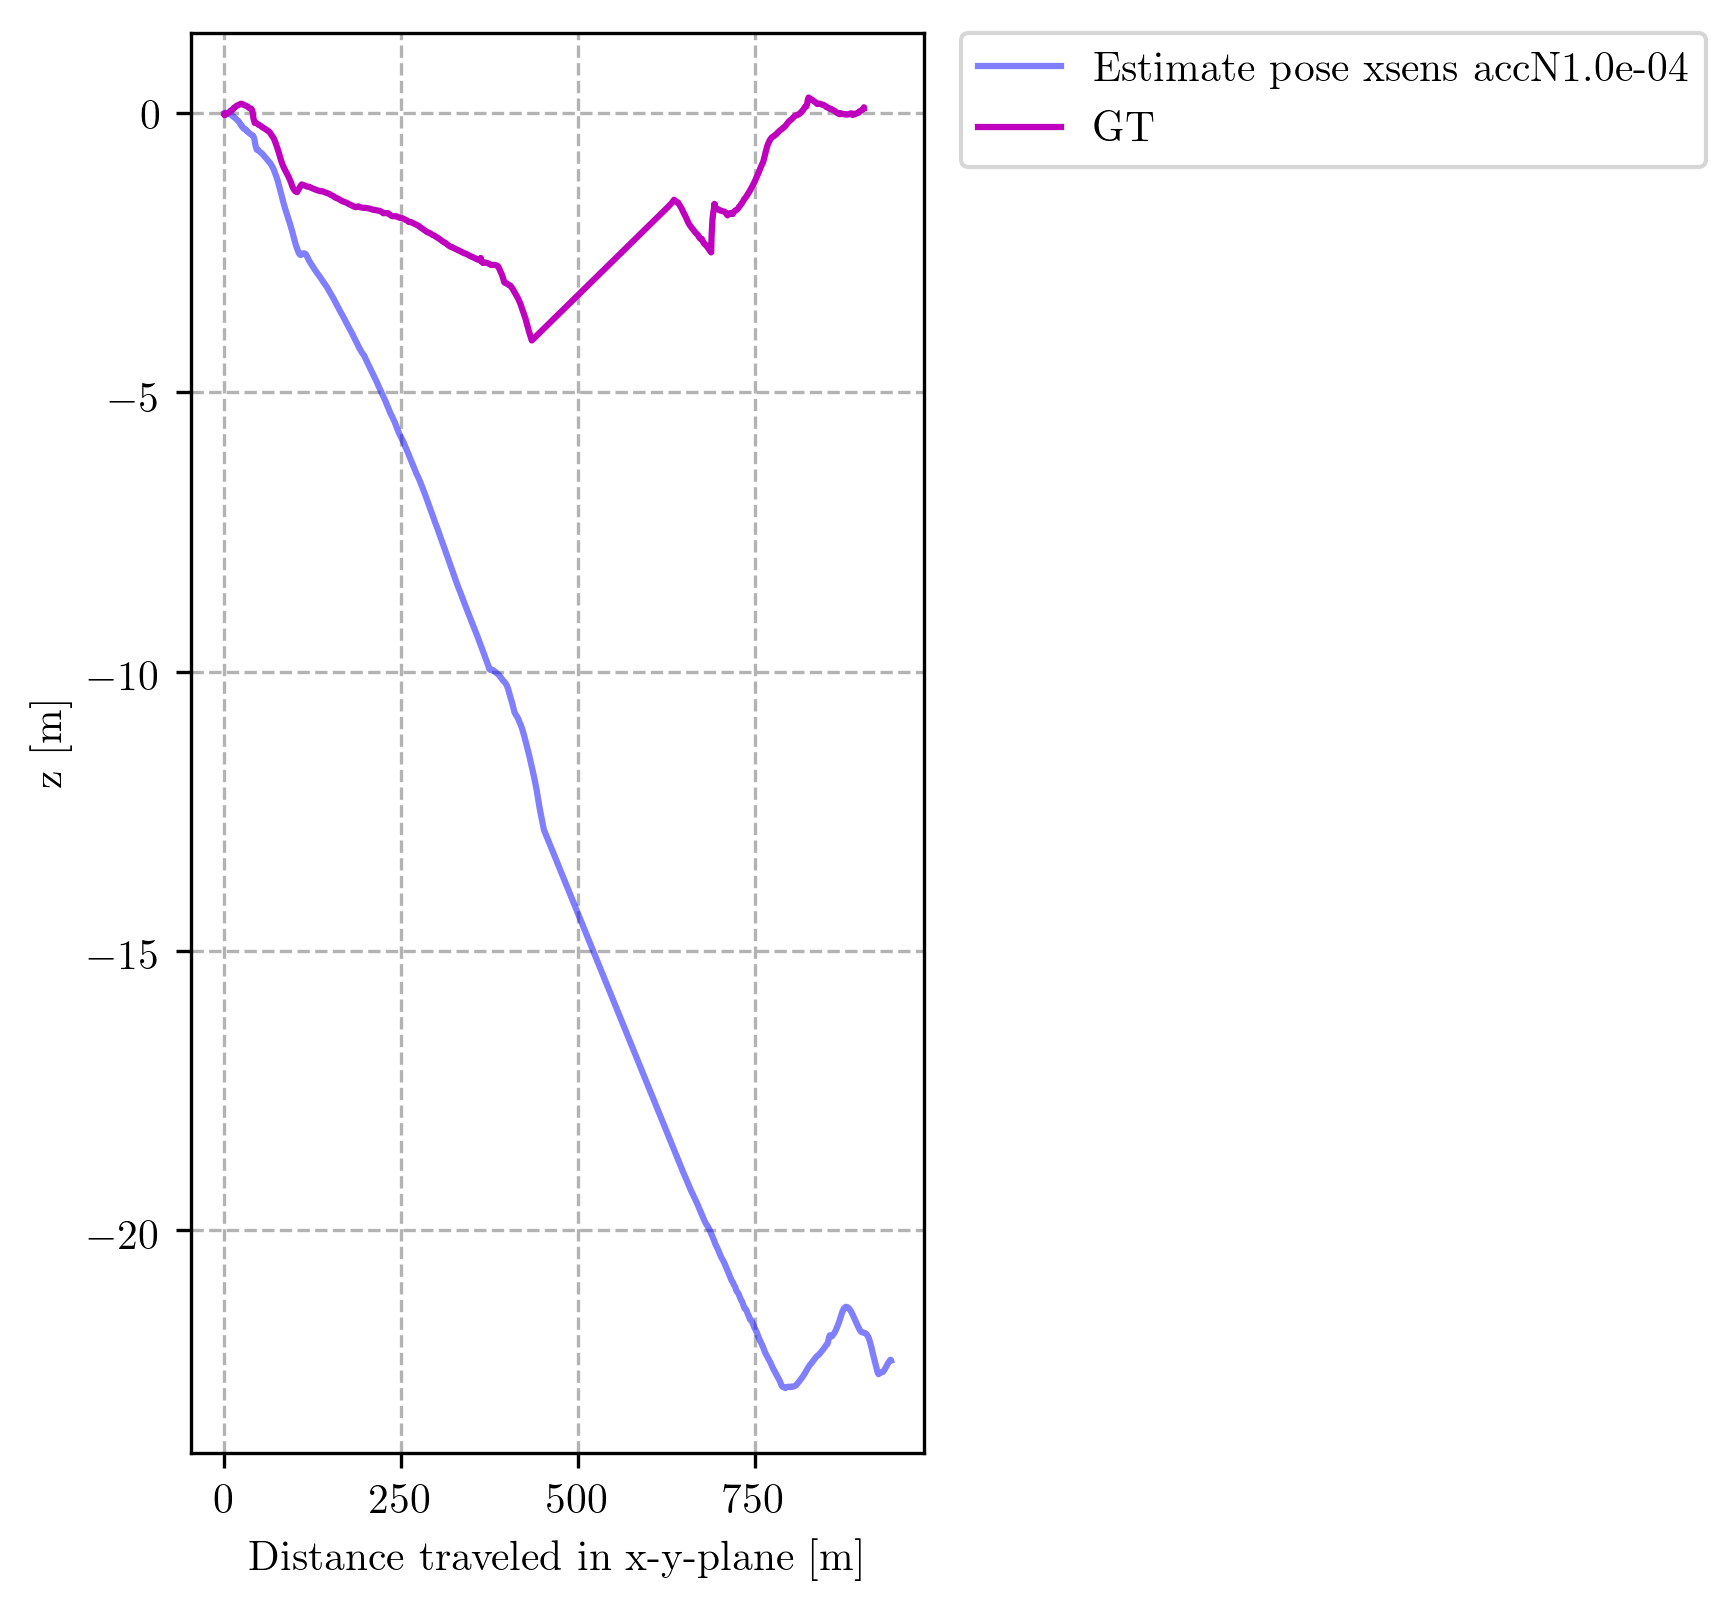 Estimate pose xsens accN1.0e-04
GT
0
−5
−10
−15
−20
z [m]
0 250 500 750
Distance traveled in x-y-plane [m]